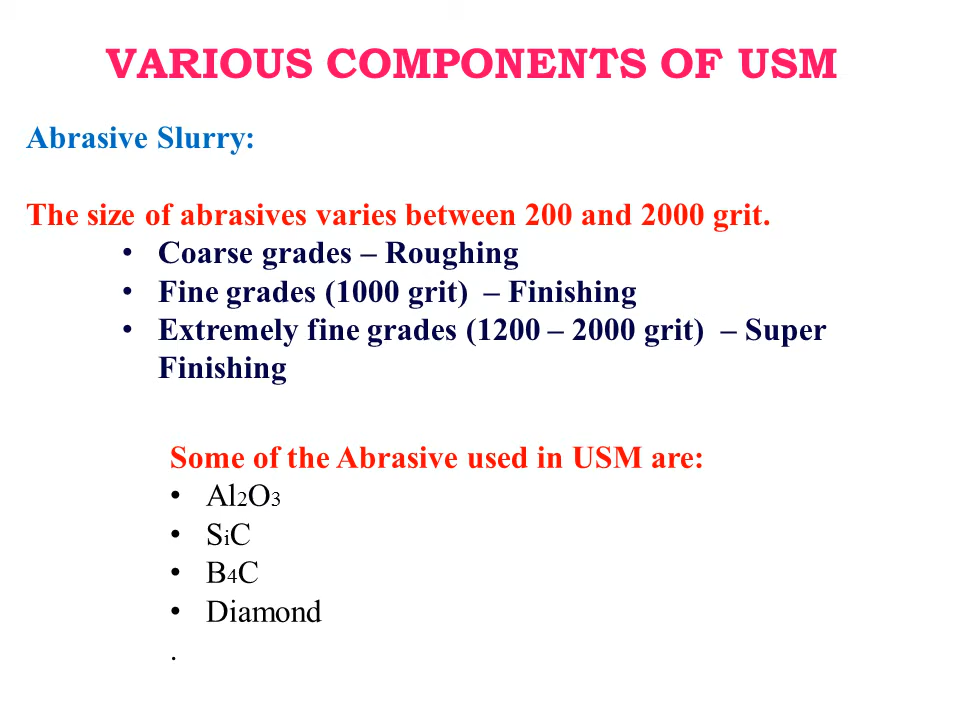 VARIOUS COMPONENTS OF USM
Abrasive Slurry:
The size of abrasives varies between 200 and 2000 grit.
• Coarse grades – Roughing
• Fine grades (1000 grit)  – Finishing
• Extremely fine grades (1200 – 2000 grit)  – Super
Finishing
Some of the Abrasive used in USM are:
• Al₂O₃
• SᵢC
• B₄C
• Diamond
.